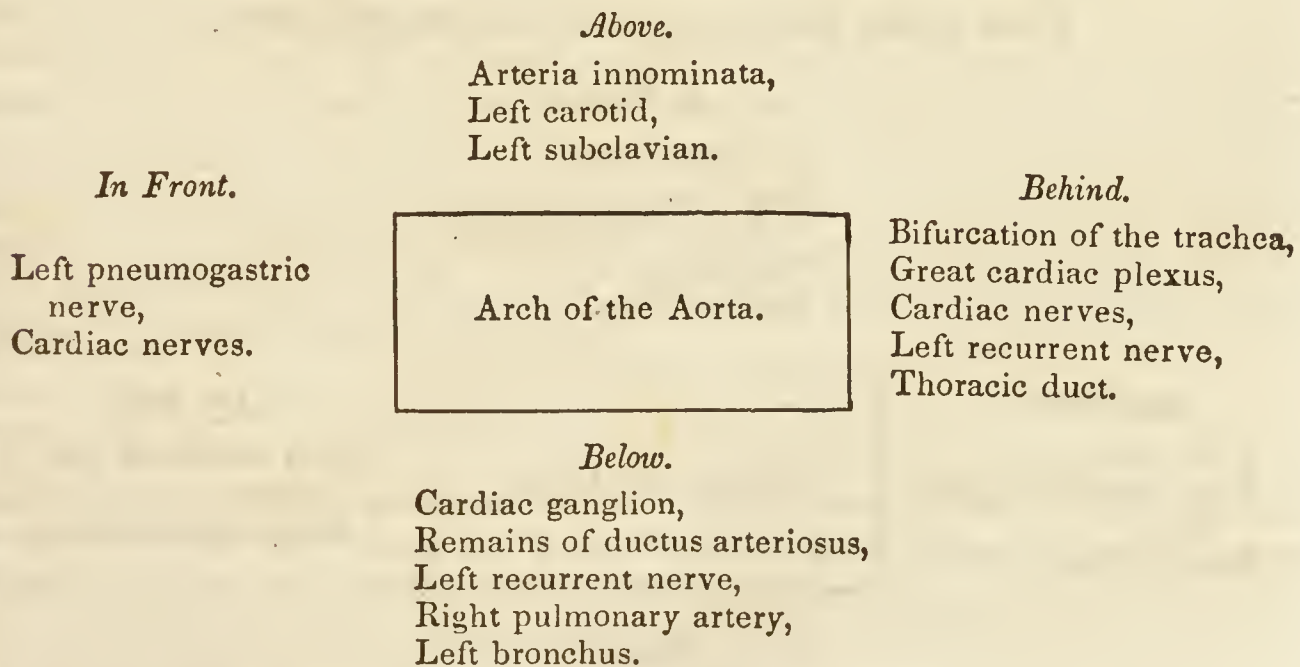 Above.
Arteria innominata,
Left carotid,
Left subclavian.
In Front.
Left pneumogastric
nerve,
Cardiac nerves.
Arch of the Aorta.
Behind.
Bifurcation of the trachea,
Great cardiac plexus,
Cardiac nerves,
Left recurrent nerve,
Thoracic duct.
Below.
Cardiac ganglion,
Remains of ductus arteriosus,
Left recurrent nerve,
Right pulmonary artery,
Left bronchus.